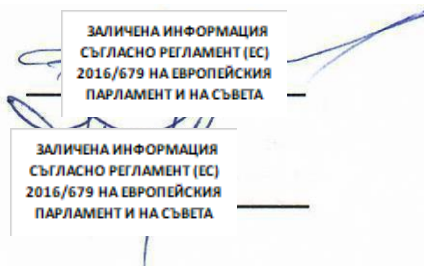 ЗАЛИЧЕНА ИНФОРМАЦИЯ
СЪГЛАСНО РЕГЛАМЕНТ (ЕС)
2016/679 НА ЕВРОПЕЙСКИЯ
ПАРЛАМЕНТ И НА СЪВЕТА
ЗАЛИЧЕНА ИНФОРМАЦИЯ
СЪГЛАСНО РЕГЛАМЕНТ (ЕС)
2016/679 НА ЕВРОПЕЙСКИЯ
ПАРЛАМЕНТ И НА СЪВЕТА